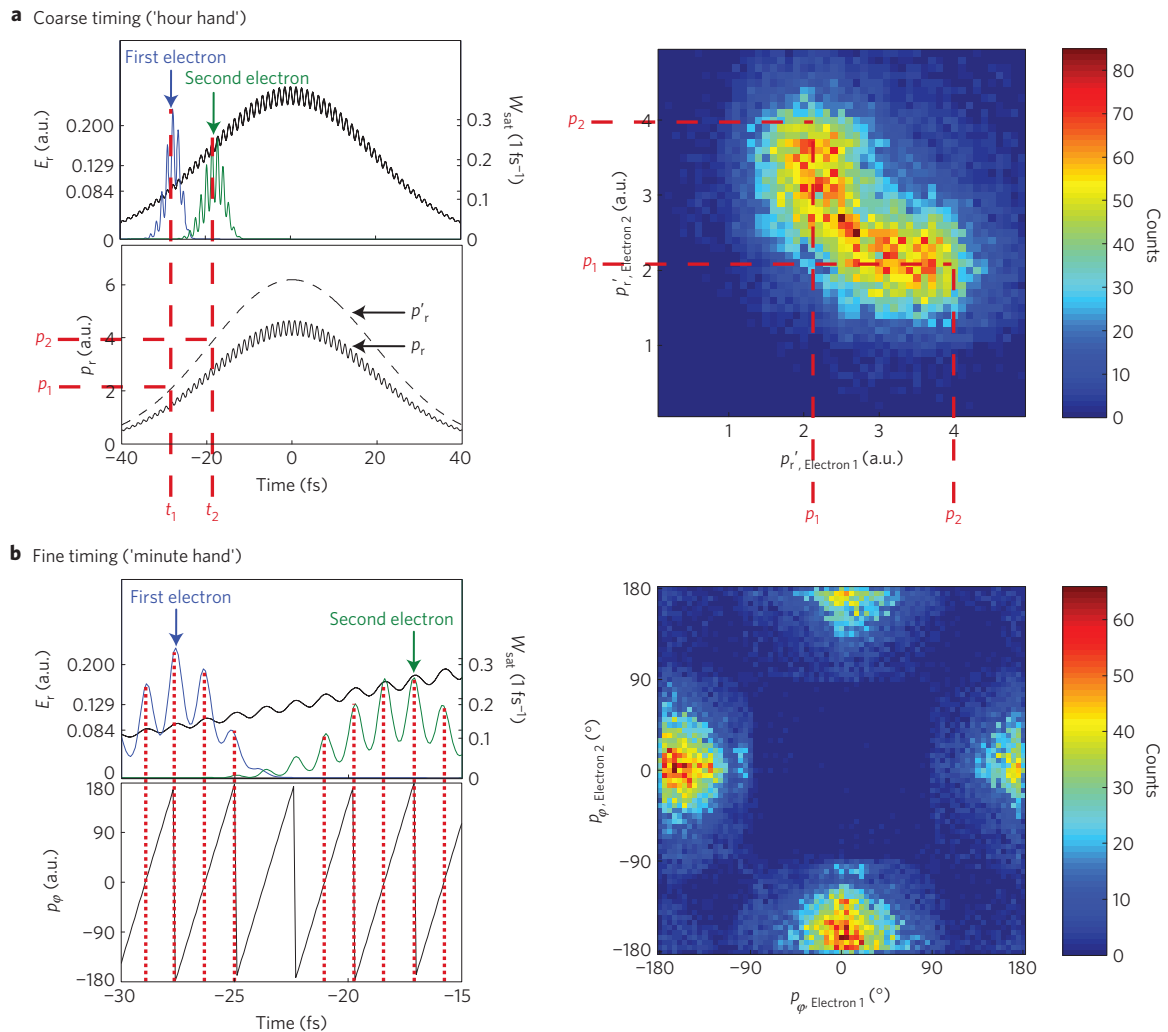 a Coarse timing ('hour hand')
First electron
Second electron
E_r (a.u.)
0.200
0.129
0.084
W_sat (1 fs⁻¹)
0.3
0.2
0.1
0
p_r (a.u.)
6
4
2
0
p'_r
p_r
p_2
p_1
−40
−20
0
20
40
Time (fs)
t_1
t_2
p_2
p_1
p_r', Electron 2 (a.u.)
4
3
2
1
1
2
3
4
p_r', Electron 1 (a.u.)
p_1
p_2
Counts
80
70
60
50
40
30
20
10
0
b Fine timing ('minute hand')
First electron
Second electron
E_r (a.u.)
0.200
0.129
0.084
W_sat (1 fs⁻¹)
0.3
0.2
0.1
0
p_φ (a.u.)
180
90
0
−90
−180
−30
−25
−20
−15
Time (fs)
p_φ, Electron 2 (°)
180
90
0
−90
−180
−180
−90
0
90
180
p_φ, Electron 1 (°)
Counts
60
50
40
30
20
10
0